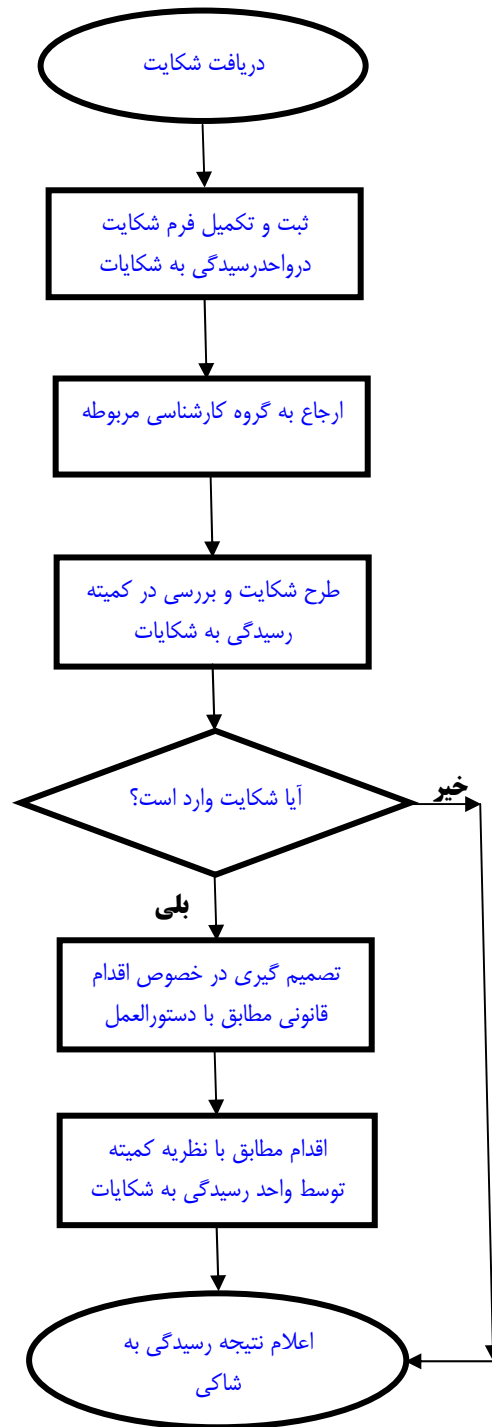 دریافت شکایت
ثبت و تکمیل فرم شکایت
درواحدرسیدگی به شکایات
ارجاع به گروه کارشناسی مربوطه
طرح شکایت و بررسی در کمیته
رسیدگی به شکایات
آیا شکایت وارد است؟
خیر
بلی
تصمیم گیری در خصوص اقدام
قانونی مطابق با دستورالعمل
اقدام مطابق با نظریه کمیته
توسط واحد رسیدگی به شکایات
اعلام نتیجه رسیدگی به
شاکی